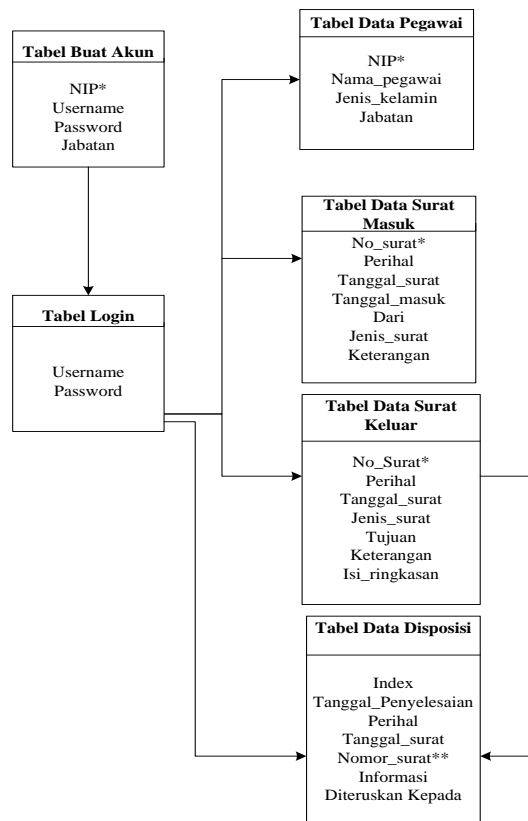 Tabel Buat Akun
NIP*
Username
Password
Jabatan
Tabel Login
Username
Password
Tabel Data Pegawai
NIP*
Nama_pegawai
Jenis_kelamin
Jabatan
Tabel Data Surat
Masuk
No_surat*
Perihal
Tanggal_surat
Tanggal_masuk
Dari
Jenis_surat
Keterangan
Tabel Data Surat
Keluar
No_Surat*
Perihal
Tanggal_surat
Jenis_surat
Tujuan
Keterangan
Isi_ringkasan
Tabel Data Disposisi
Index
Tanggal_Penyelesaian
Perihal
Tanggal_surat
Nomor_surat**
Informasi
Diteruskan Kepada